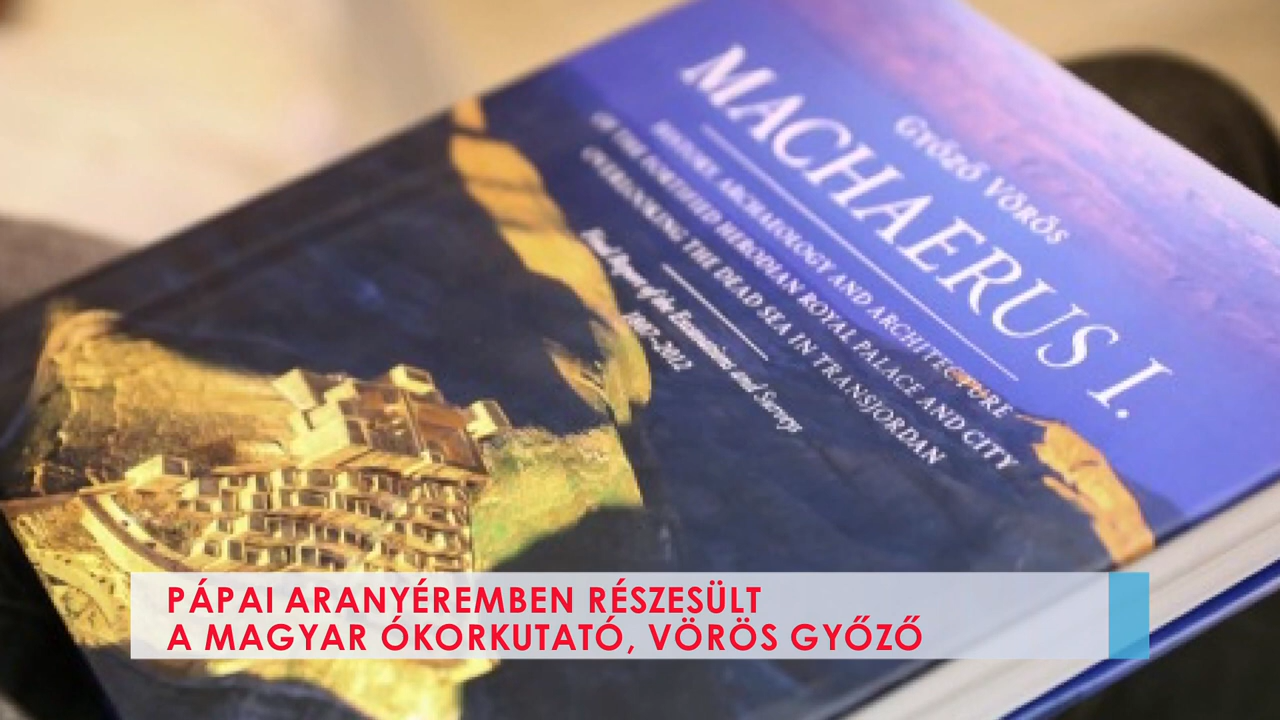 Győző Vörös
MACHAERUS I.
HISTORY, ARCHAEOLOGY AND ARCHITECTURE
OF THE FORTIFIED HERODIAN ROYAL PALACE AND CITY
OVERLOOKING THE DEAD SEA IN TRANSJORDAN
Final Report of the Excavations and Surveys
1807-2012
PÁPAI ARANYÉREMBEN RÉSZESÜLT
A MAGYAR ÓKORKUTATÓ, VÖRÖS GYŐZŐ